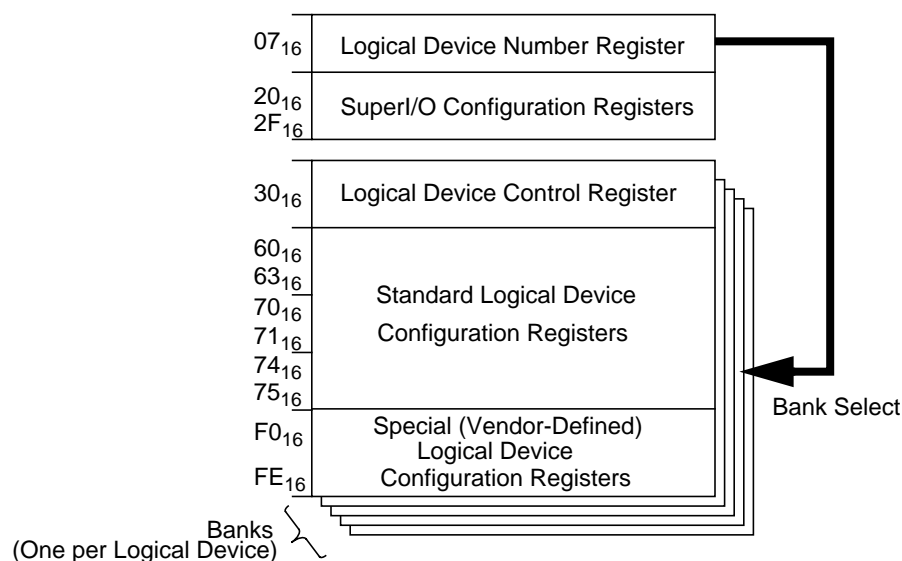 07₁₆ Logical Device Number Register
20₁₆
2F₁₆
SuperI/O Configuration Registers
30₁₆ Logical Device Control Register
60₁₆
63₁₆
70₁₆
71₁₆
74₁₆
75₁₆
Standard Logical Device
Configuration Registers
Bank Select
F0₁₆
FE₁₆
Special (Vendor-Defined)
Logical Device
Configuration Registers
Banks
(One per Logical Device)